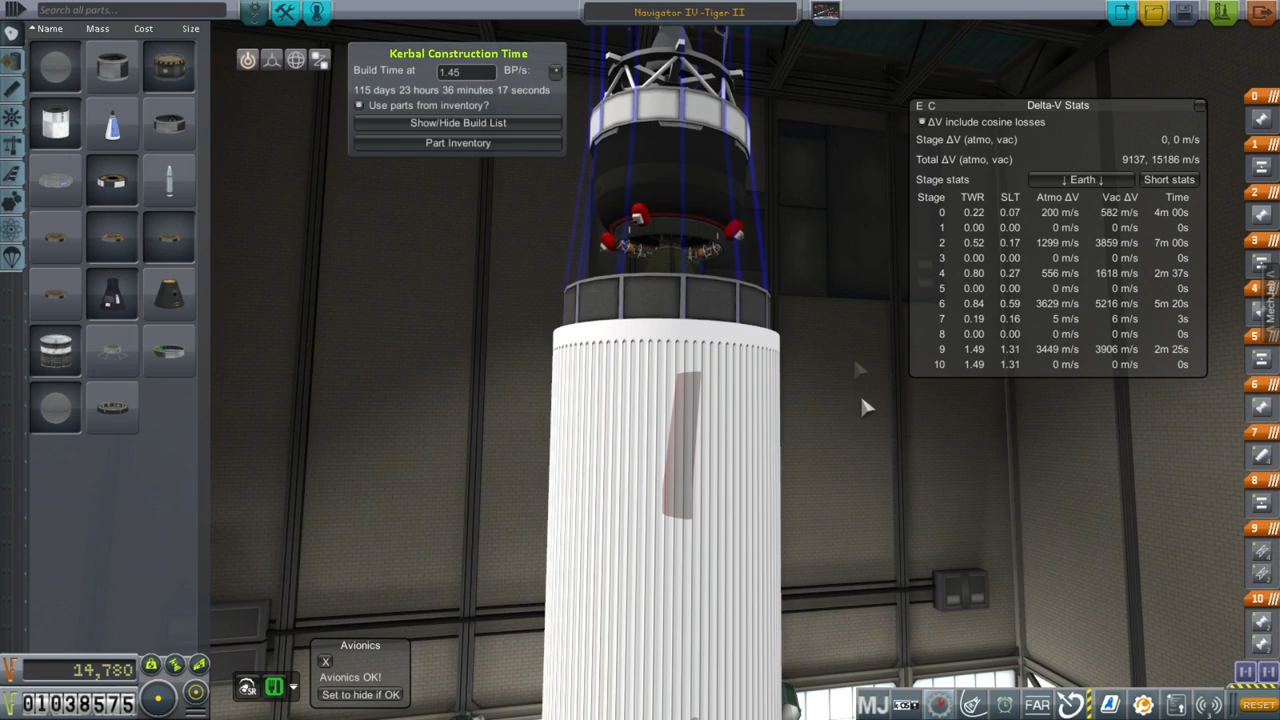 Search all parts...
Navigator IV -Tiger II
Name Mass Cost Size
Kerbal Construction Time
Build Time at 1.45 BP/s: *
115 days 23 hours 36 minutes 17 seconds
Use parts from inventory?
Show/Hide Build List
Part Inventory
E C Delta-V Stats
ΔV include cosine losses
Stage ΔV (atmo, vac) 0, 0 m/s
Total ΔV (atmo, vac) 9137, 15186 m/s
Stage stats ↓ Earth ↓ Short stats
Stage TWR SLT Atmo ΔV Vac ΔV Time
0 0.22 0.07 200 m/s 582 m/s 4m 00s
1 0.00 0.00 0 m/s 0 m/s 0s
2 0.52 0.17 1299 m/s 3859 m/s 7m 00s
3 0.00 0.00 0 m/s 0 m/s 0s
4 0.80 0.27 556 m/s 1618 m/s 2m 37s
5 0.00 0.00 0 m/s 0 m/s 0s
6 0.84 0.59 3629 m/s 5216 m/s 5m 20s
7 0.19 0.16 5 m/s 6 m/s 3s
8 0.00 0.00 0 m/s 0 m/s 0s
9 1.49 1.31 3449 m/s 3906 m/s 2m 25s
10 1.49 1.31 0 m/s 0 m/s 0s
0
1
2
3
4
5
6
7
8
9
10
/\ MechJeb /\
Avionics
X
Avionics OK!
Set to hide if OK
14,780
01038575
SR
MJ
COST
FAR
RESET